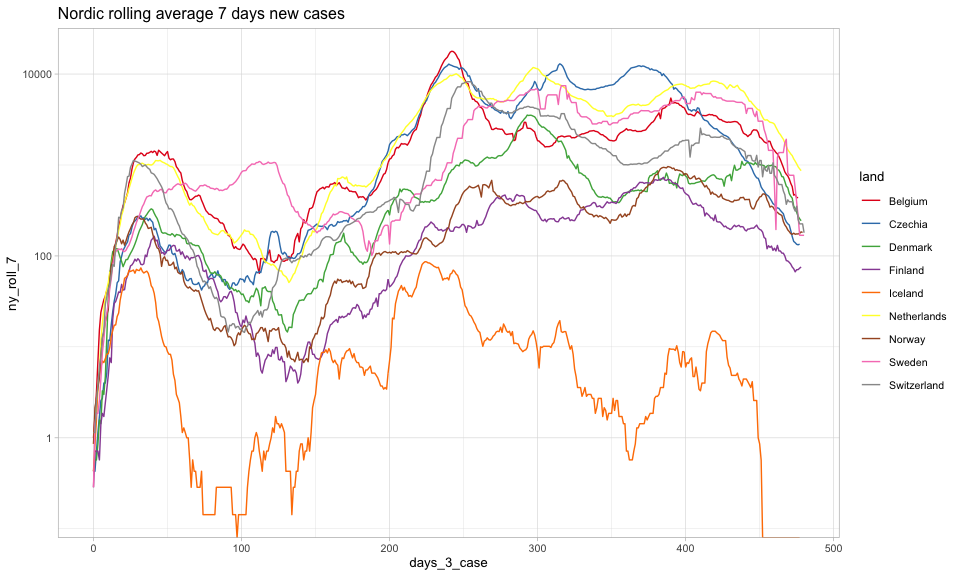 Nordic rolling average 7 days new cases
ny_roll_7
10000
100
1
0
100
200
300
400
500
days_3_case
land
Belgium
Czechia
Denmark
Finland
Iceland
Netherlands
Norway
Sweden
Switzerland